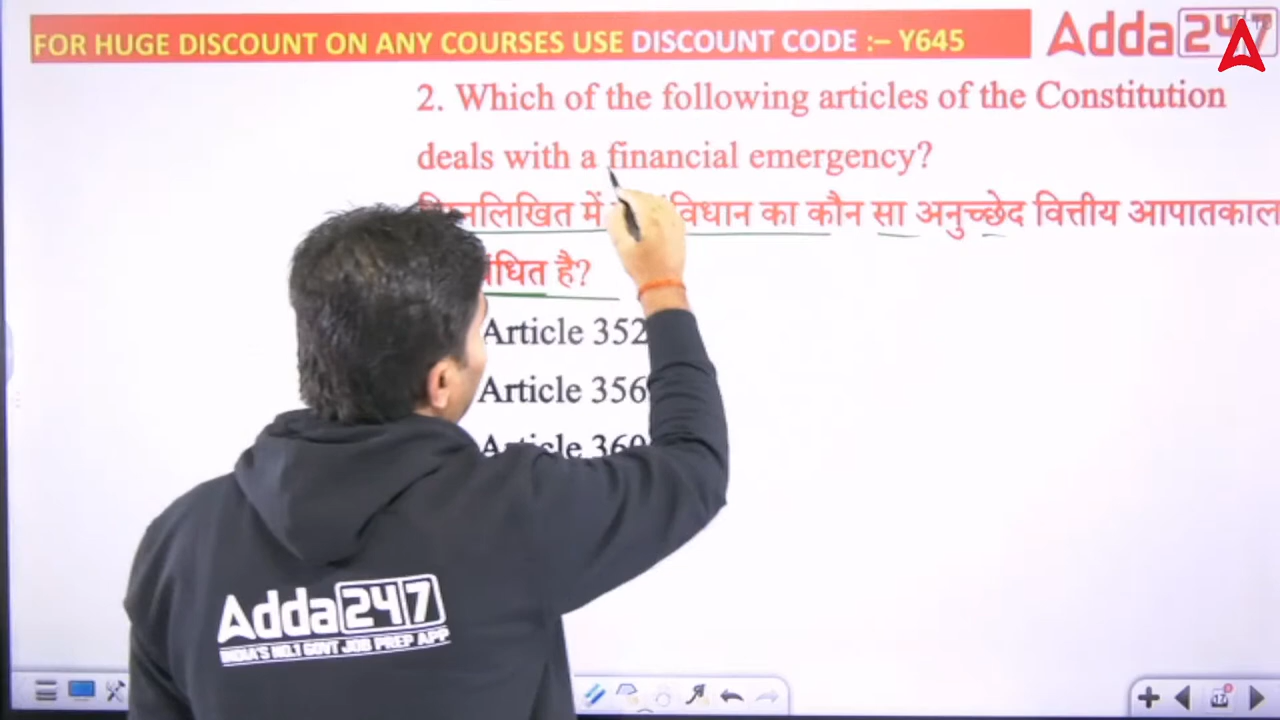 FOR HUGE DISCOUNT ON ANY COURSES USE DISCOUNT CODE :– Y645
Adda247
2. Which of the following articles of the Constitution
deals with a financial emergency?
में का कौन सा अनुच्छेद वित्तीय आपातकाल
है?
Article 352
Article 356
Article 360
Adda247
INDIA'S NO.1 GOVT JOB PREP APP